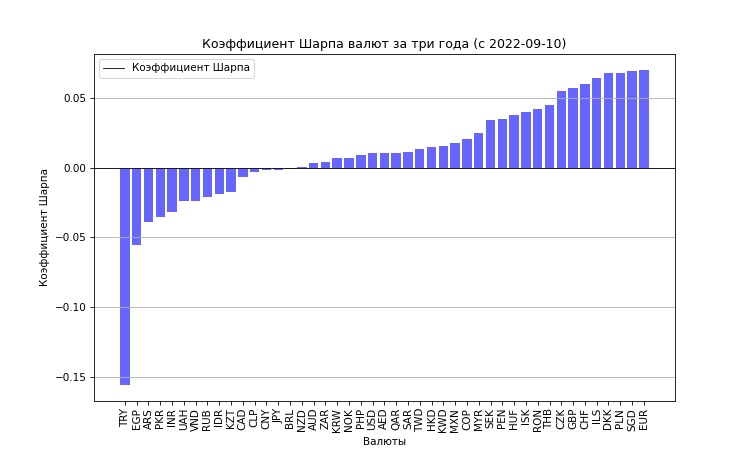 Коэффициент Шарпа валют за три года (с 2022-09-10)
Коэффициент Шарпа
Коэффициент Шарпа
0.05
0.00
−0.05
−0.10
−0.15
TRY EGP ARS PKR INR UAH VND RUB IDR KZT CAD CLP CNY JPY BRL NZD AUD ZAR KRW NOK PHP USD AED QAR SAR TWD HKD KWD MXN COP MYR SEK PEN HUF ISK RON THB CZK GBP CHF ILS DKK PLN SGD EUR
Валюты